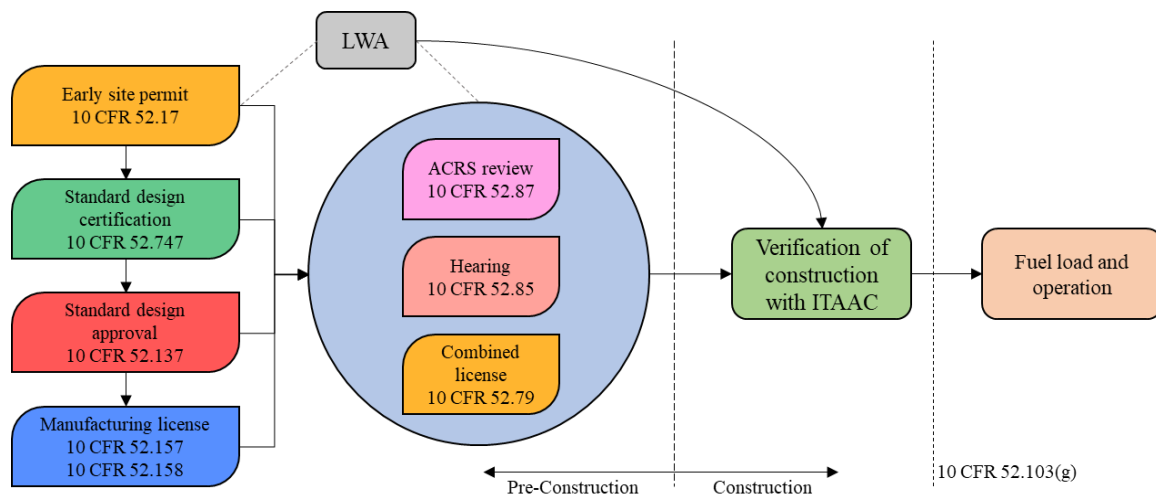 LWA
Early site permit
10 CFR 52.17
Standard design
certification
10 CFR 52.747
Standard design
approval
10 CFR 52.137
Manufacturing license
10 CFR 52.157
10 CFR 52.158
ACRS review
10 CFR 52.87
Hearing
10 CFR 52.85
Combined
license
10 CFR 52.79
Verification of
construction
with ITAAC
Fuel load and
operation
Pre-Construction
Construction
10 CFR 52.103(g)